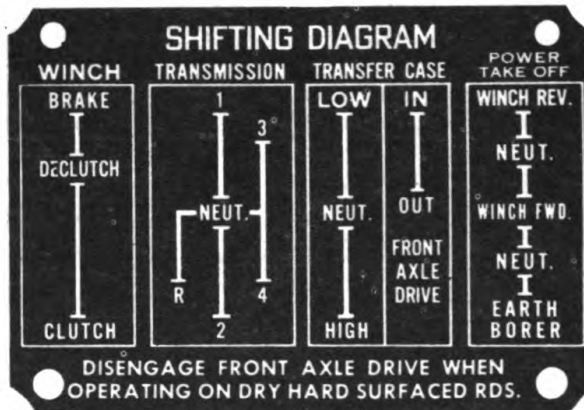 SHIFTING DIAGRAM
WINCH
BRAKE
DECLUTCH
CLUTCH
TRANSMISSION
1
3
NEUT.
R
4
2
TRANSFER CASE
LOW
NEUT.
HIGH
IN
OUT
FRONT
AXLE
DRIVE
POWER
TAKE OFF
WINCH REV.
NEUT.
WINCH FWD.
NEUT.
EARTH
BORER
DISENGAGE FRONT AXLE DRIVE WHEN
OPERATING ON DRY HARD SURFACED RDS.